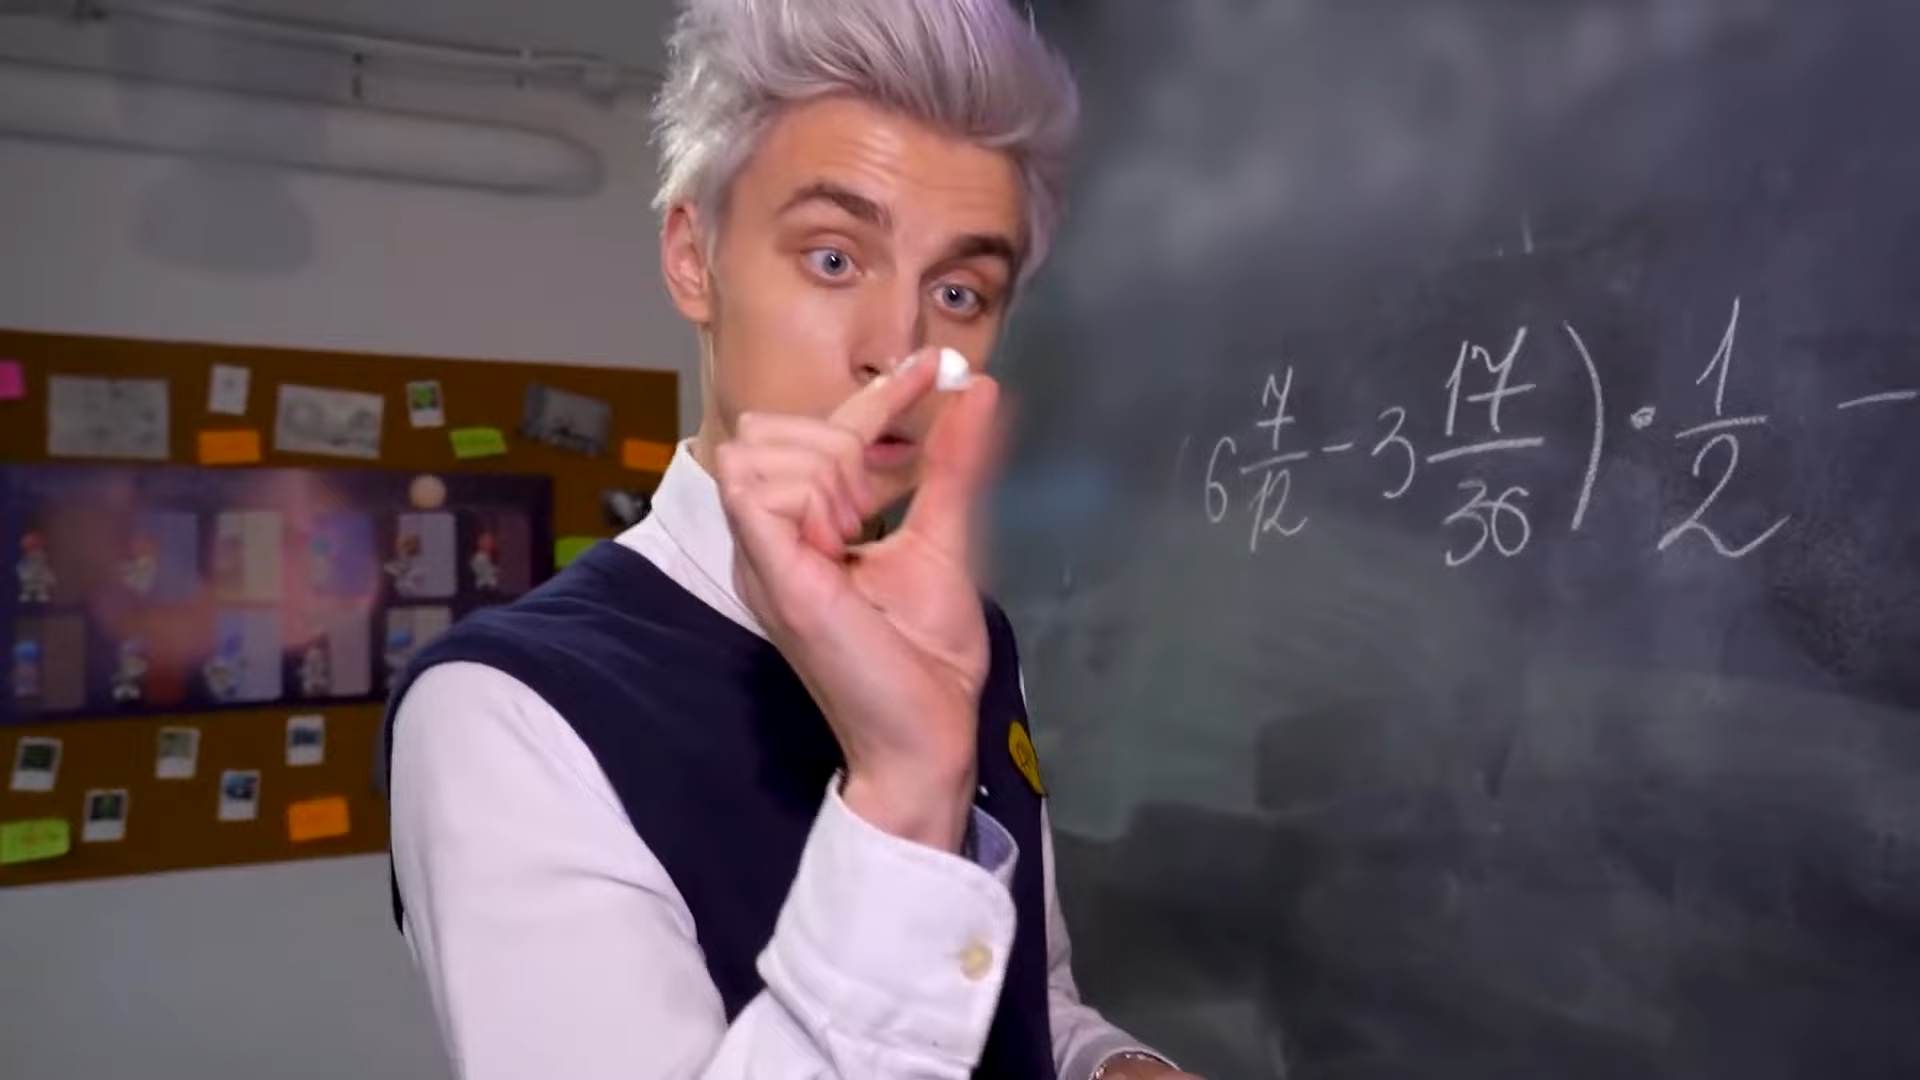 (6 7/12 - 3 17/36) · 1/2 -